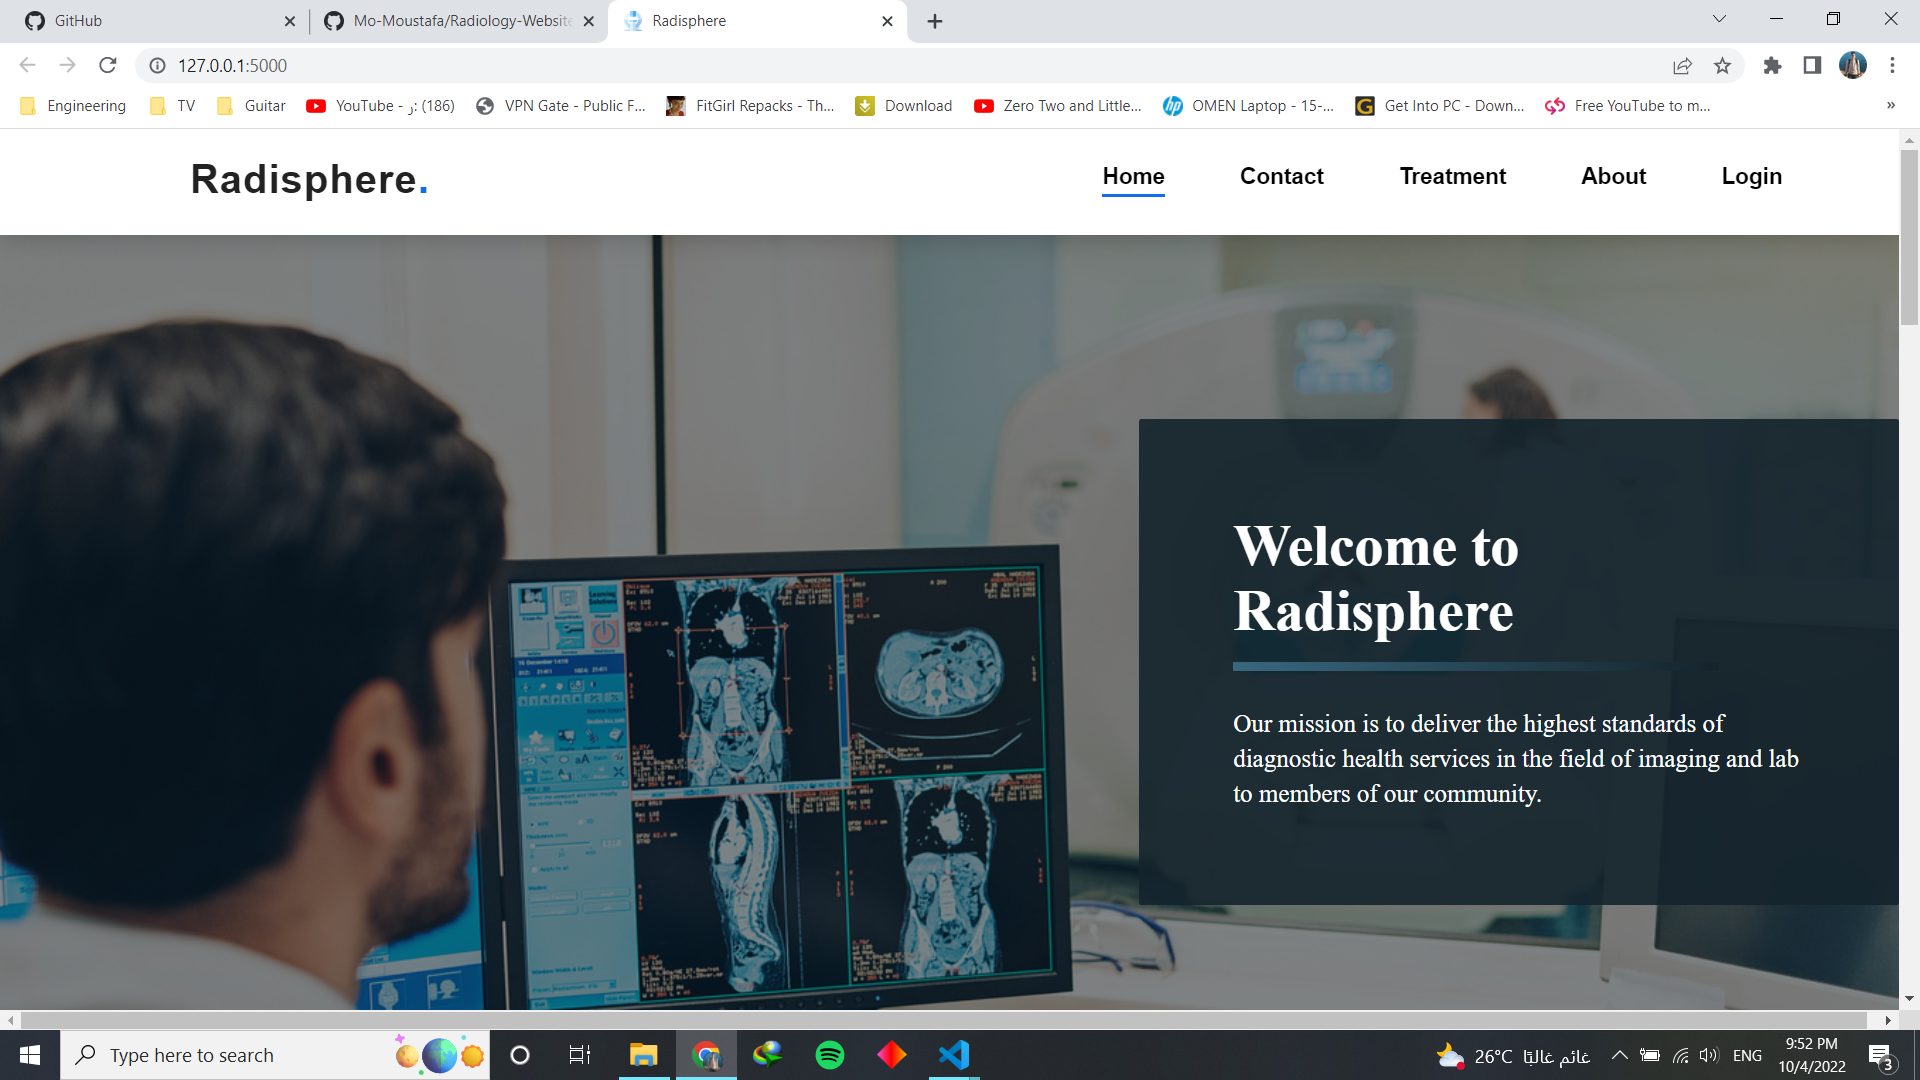 GitHub
Mo-Moustafa/Radiology-Website
Radisphere
127.0.0.1:5000
Engineering
TV
Guitar
YouTube - ر: (186)
VPN Gate - Public F...
FitGirl Repacks - Th...
Download
Zero Two and Little...
OMEN Laptop - 15-...
Get Into PC - Down...
Free YouTube to m...
»
Radisphere.
Home
Contact
Treatment
About
Login
Welcome to
Radisphere
Our mission is to deliver the highest standards of
diagnostic health services in the field of imaging and lab
to members of our community.
Type here to search
26°C غائم غالبًا
ENG
9:52 PM
10/4/2022
3